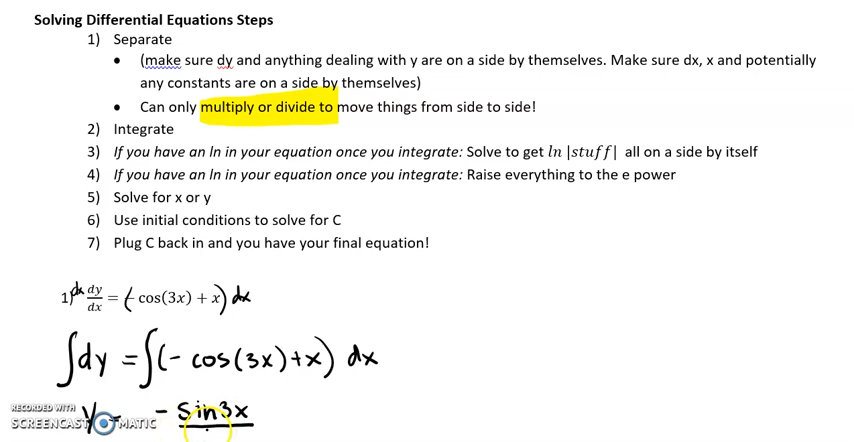 Solving Differential Equations Steps
1) Separate
• (make sure dy and anything dealing with y are on a side by themselves. Make sure dx, x and potentially
any constants are on a side by themselves)
• Can only multiply or divide to move things from side to side!
2) Integrate
3) If you have an ln in your equation once you integrate: Solve to get ln |stuff| all on a side by itself
4) If you have an ln in your equation once you integrate: Raise everything to the e power
5) Solve for x or y
6) Use initial conditions to solve for C
7) Plug C back in and you have your final equation!
1) dx dy/dx = (- cos(3x) + x) dx
∫dy = ∫(- cos(3x)+x) dx
y = - sin3x
RECORDED WITH
SCREENCAST MATIC